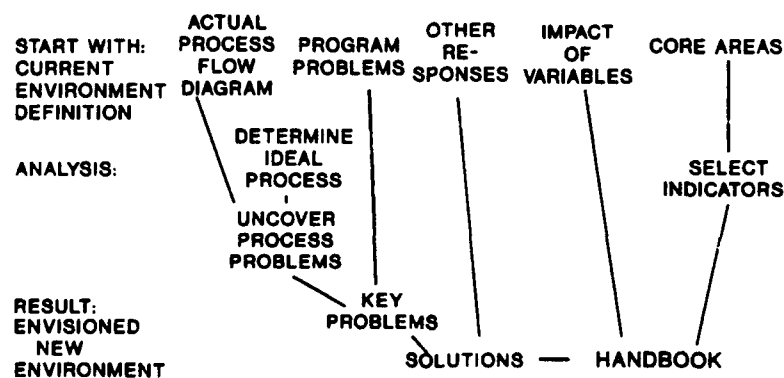 START WITH:
CURRENT
ENVIRONMENT
DEFINITION
ACTUAL
PROCESS
FLOW
DIAGRAM
PROGRAM
PROBLEMS
OTHER
RE-
SPONSES
IMPACT
OF
VARIABLES
CORE AREAS
ANALYSIS:
DETERMINE
IDEAL
PROCESS
UNCOVER
PROCESS
PROBLEMS
SELECT
INDICATORS
RESULT:
ENVISIONED
NEW
ENVIRONMENT
KEY
PROBLEMS
SOLUTIONS
HANDBOOK